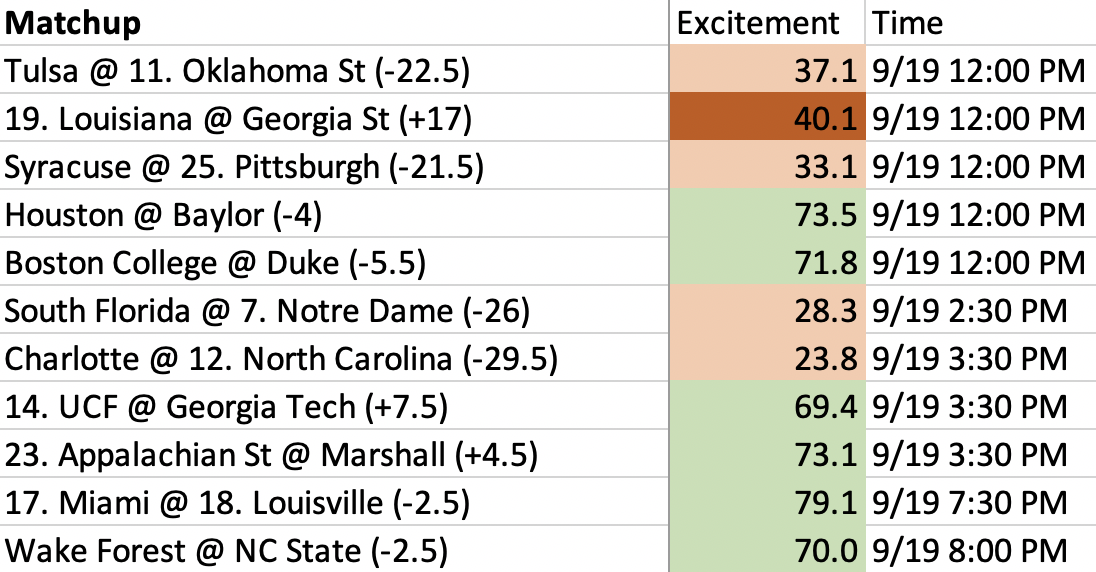 Matchup Excitement Time
Tulsa @ 11. Oklahoma St (-22.5) 37.1 9/19 12:00 PM
19. Louisiana @ Georgia St (+17) 40.1 9/19 12:00 PM
Syracuse @ 25. Pittsburgh (-21.5) 33.1 9/19 12:00 PM
Houston @ Baylor (-4) 73.5 9/19 12:00 PM
Boston College @ Duke (-5.5) 71.8 9/19 12:00 PM
South Florida @ 7. Notre Dame (-26) 28.3 9/19 2:30 PM
Charlotte @ 12. North Carolina (-29.5) 23.8 9/19 3:30 PM
14. UCF @ Georgia Tech (+7.5) 69.4 9/19 3:30 PM
23. Appalachian St @ Marshall (+4.5) 73.1 9/19 3:30 PM
17. Miami @ 18. Louisville (-2.5) 79.1 9/19 7:30 PM
Wake Forest @ NC State (-2.5) 70.0 9/19 8:00 PM